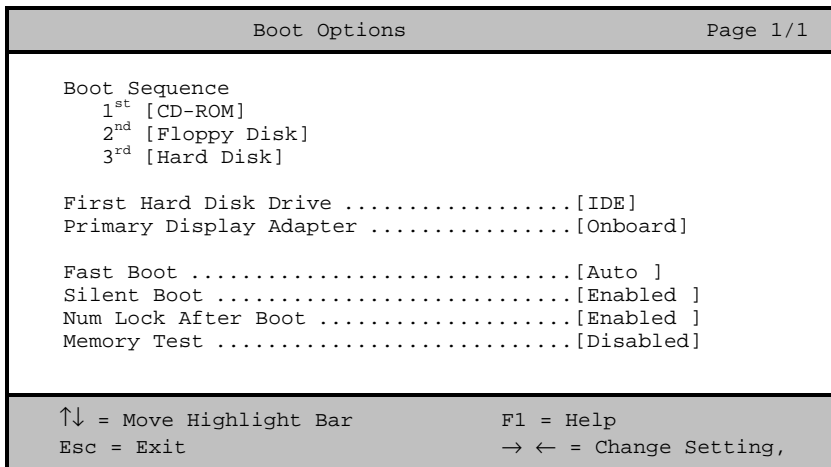 Boot Options Page 1/1
Boot Sequence
1st [CD-ROM]
2nd [Floppy Disk]
3rd [Hard Disk]
First Hard Disk Drive ..................[IDE]
Primary Display Adapter ................[Onboard]
Fast Boot ..............................[Auto ]
Silent Boot ............................[Enabled ]
Num Lock After Boot ....................[Enabled ]
Memory Test ............................[Disabled]
↑↓ = Move Highlight Bar F1 = Help
Esc = Exit → ← = Change Setting,